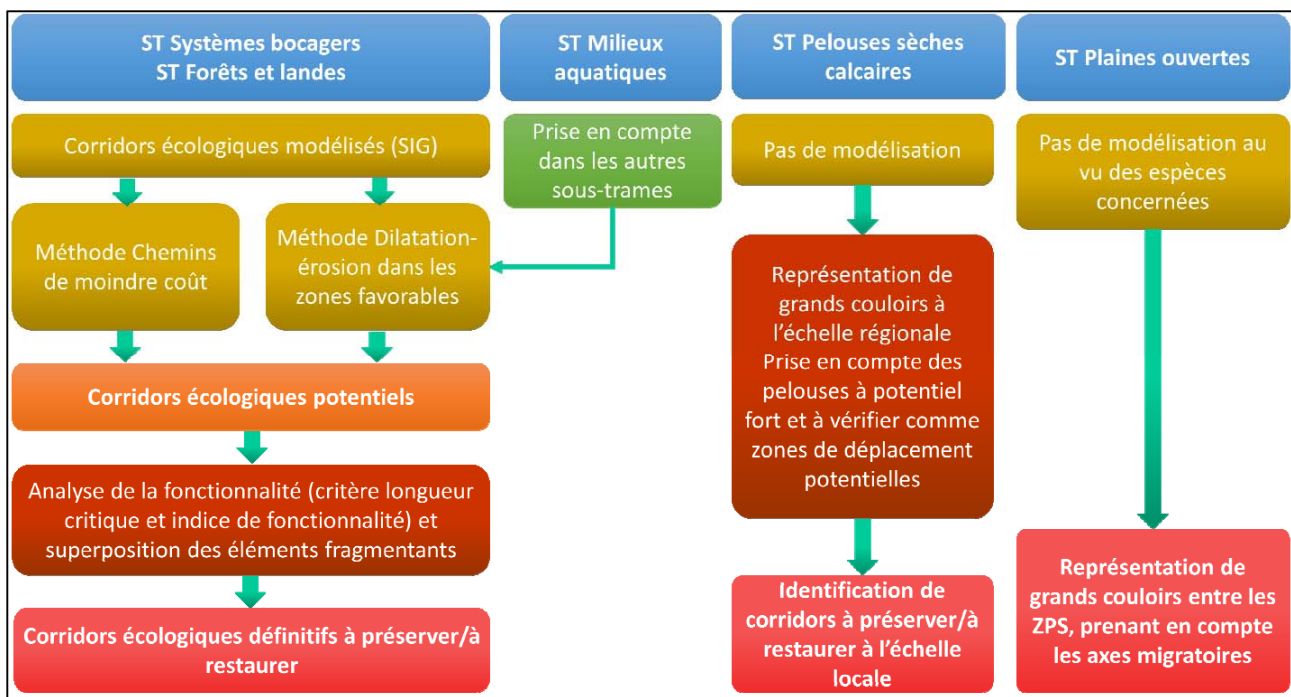 ST Systèmes bocagers
ST Forêts et landes
ST Milieux
aquatiques
ST Pelouses sèches
calcaires
ST Plaines ouvertes
Corridors écologiques modélisés (SIG)
Méthode Chemins
de moindre coût
Méthode Dilatation-
érosion dans les
zones favorables
Prise en compte
dans les autres
sous-trames
Pas de modélisation
Pas de modélisation au
vu des espèces
concernées
Corridors écologiques potentiels
Représentation de
grands couloirs à
l’échelle régionale
Prise en compte des
pelouses à potentiel
fort et à vérifier comme
zones de déplacement
potentielles
Analyse de la fonctionnalité (critère longueur
critique et indice de fonctionnalité) et
superposition des éléments fragmentants
Corridors écologiques définitifs à préserver/à
restaurer
Identification de
corridors à préserver/à
restaurer à l’échelle
locale
Représentation de
grands couloirs entre les
ZPS, prenant en compte
les axes migratoires